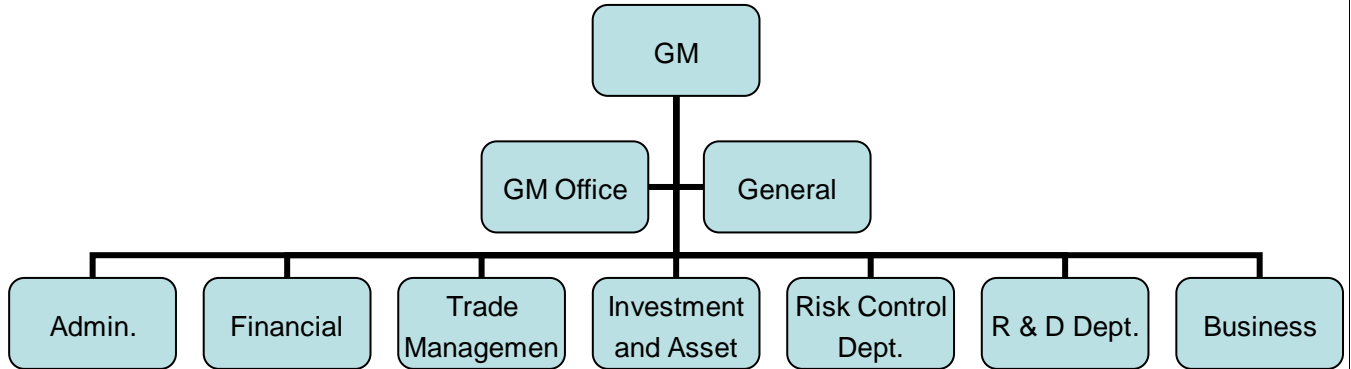 GM
GM Office
General
Admin.
Financial
Trade
Managemen
Investment
and Asset
Risk Control
Dept.
R & D Dept.
Business